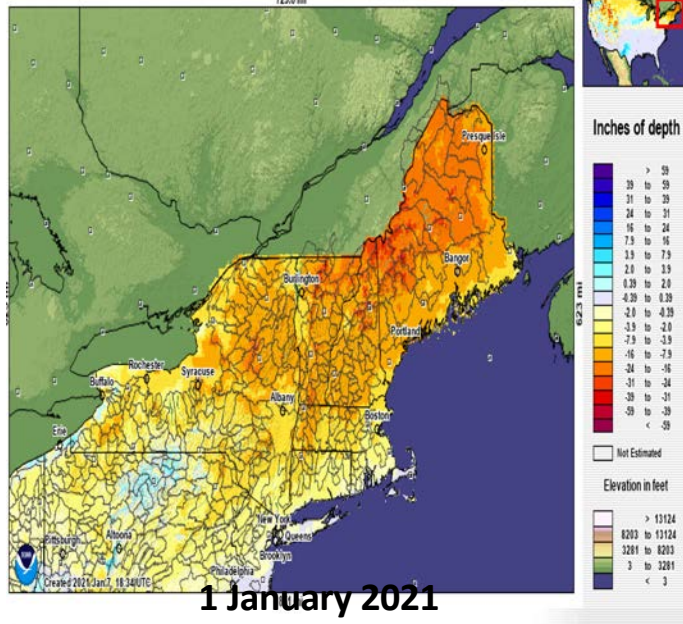 Presque Isle
Bangor
Burlington
Portland
Rochester
Syracuse
Buffalo
Albany
Boston
Erie
New York
Queens
Brooklyn
Pittsburgh
Altoona
Philadelphia
Created 2021 Jan 7, 18:34 UTC
1 January 2021
623 mi
Inches of depth
> 59
39 to 59
31 to 39
24 to 31
16 to 24
7.9 to 16
3.9 to 7.9
2.0 to 3.9
0.39 to 2.0
-0.39 to 0.39
-2.0 to -0.39
-3.9 to -2.0
-7.9 to -3.9
-16 to -7.9
-24 to -16
-31 to -24
-39 to -31
-59 to -39
< -59
Not Estimated
Elevation in feet
> 13124
8203 to 13124
3281 to 8203
3 to 3281
< 3